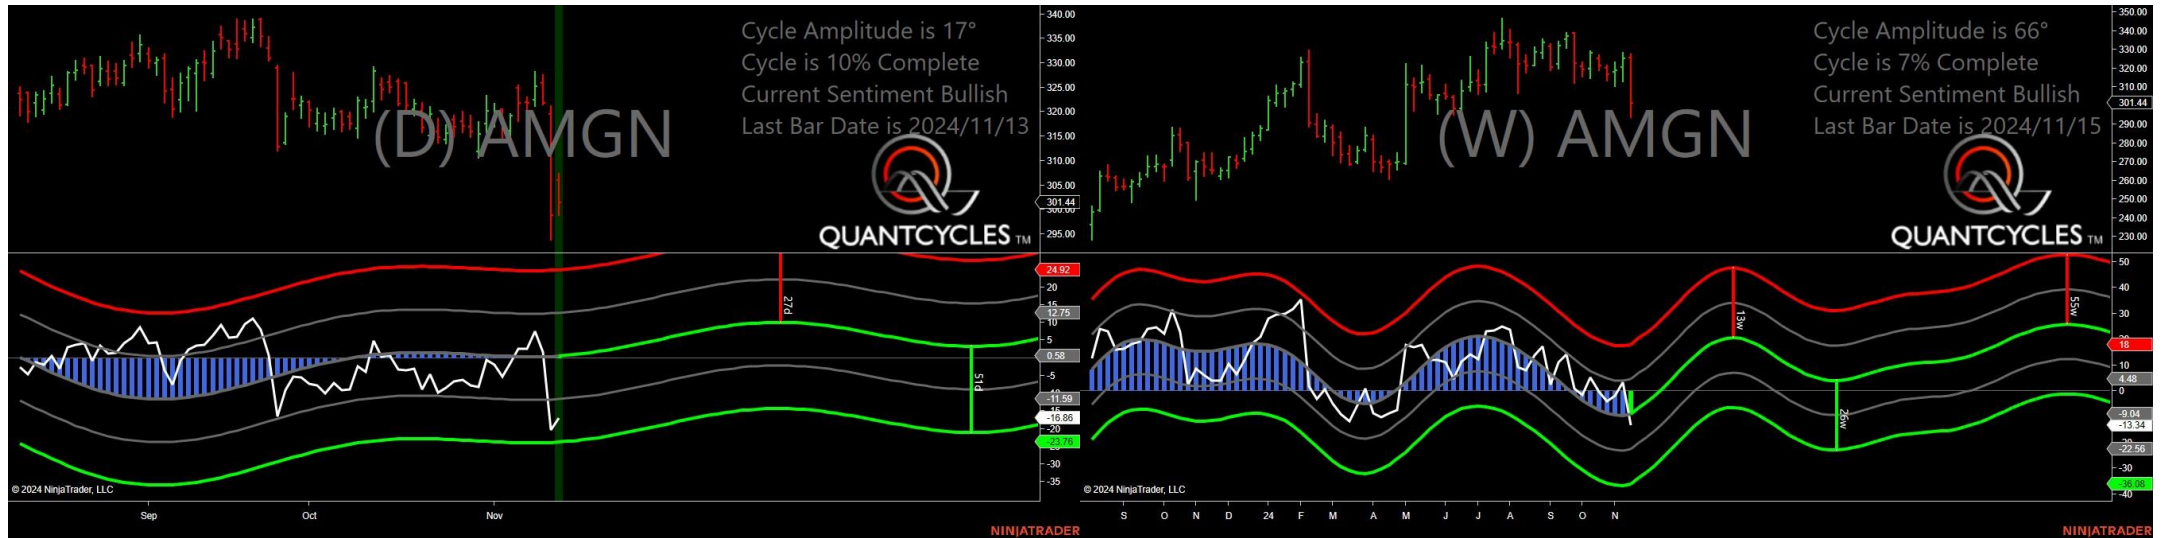 Cycle Amplitude is 17°
Cycle is 10% Complete
Current Sentiment Bullish
Last Bar Date is 2024/11/13
(D) AMGN
QUANTCYCLES TM
340.00
335.00
330.00
325.00
320.00
315.00
310.00
305.00
301.44
300.00
295.00
24.92
20
15
12.75
10
5
0.58
-5
-11.59
-15
-16.86
-20
-23.76
-30
-35
27d
51d
© 2024 NinjaTrader, LLC
Sep
Oct
Nov
NINJATRADER
Cycle Amplitude is 66°
Cycle is 7% Complete
Current Sentiment Bullish
Last Bar Date is 2024/11/15
(W) AMGN
QUANTCYCLES TM
350.00
340.00
330.00
320.00
310.00
301.44
290.00
280.00
270.00
260.00
250.00
240.00
230.00
50
40
30
18
10
4.48
0
-9.04
-13.34
-22.56
-30
-36.08
-40
13w
26w
55w
© 2024 NinjaTrader, LLC
S O N D 24 F M A M J J A S O N
NINJATRADER